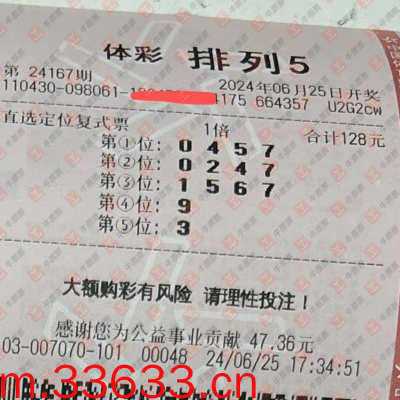 体彩 排列5
第 24167期 2024年06月25日开奖
110430-098061- 4175 664357 U2G2CW
直选定位复式票 1倍 合计128元
第①位: 0 4 5 7
第②位: 0 2 4 7
第③位: 1 5 6 7
第④位: 9
第⑤位: 3
大额购彩有风险 请理性投注!
感谢您为公益事业贡献 47.36元
03-007070-101 00048 24/06/25 17:34:51
m.33633.cn